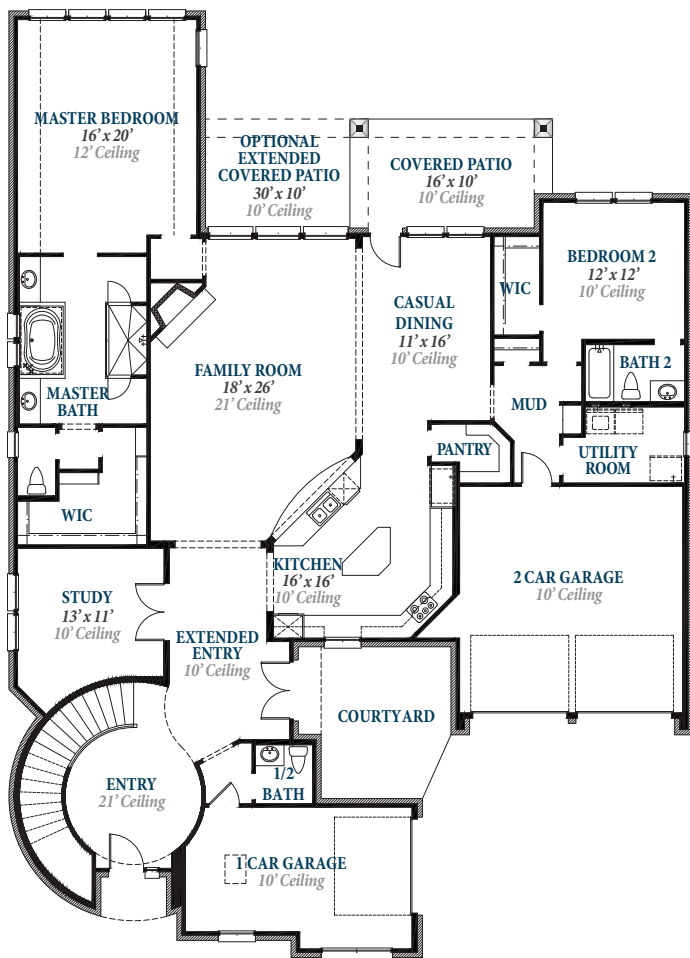 MASTER BEDROOM
16' x 20'
12' Ceiling
OPTIONAL
EXTENDED
COVERED PATIO
30' x 10'
10' Ceiling
COVERED PATIO
16' x 10'
10' Ceiling
BEDROOM 2
12' x 12'
10' Ceiling
WIC
CASUAL
DINING
11' x 16'
10' Ceiling
FAMILY ROOM
18' x 26'
21' Ceiling
BATH 2
MASTER
BATH
MUD
PANTRY
UTILITY
ROOM
WIC
KITCHEN
16' x 16'
10' Ceiling
2 CAR GARAGE
10' Ceiling
STUDY
13' x 11'
10' Ceiling
EXTENDED
ENTRY
10' Ceiling
COURTYARD
ENTRY
21' Ceiling
1/2
BATH
1 CAR GARAGE
10' Ceiling